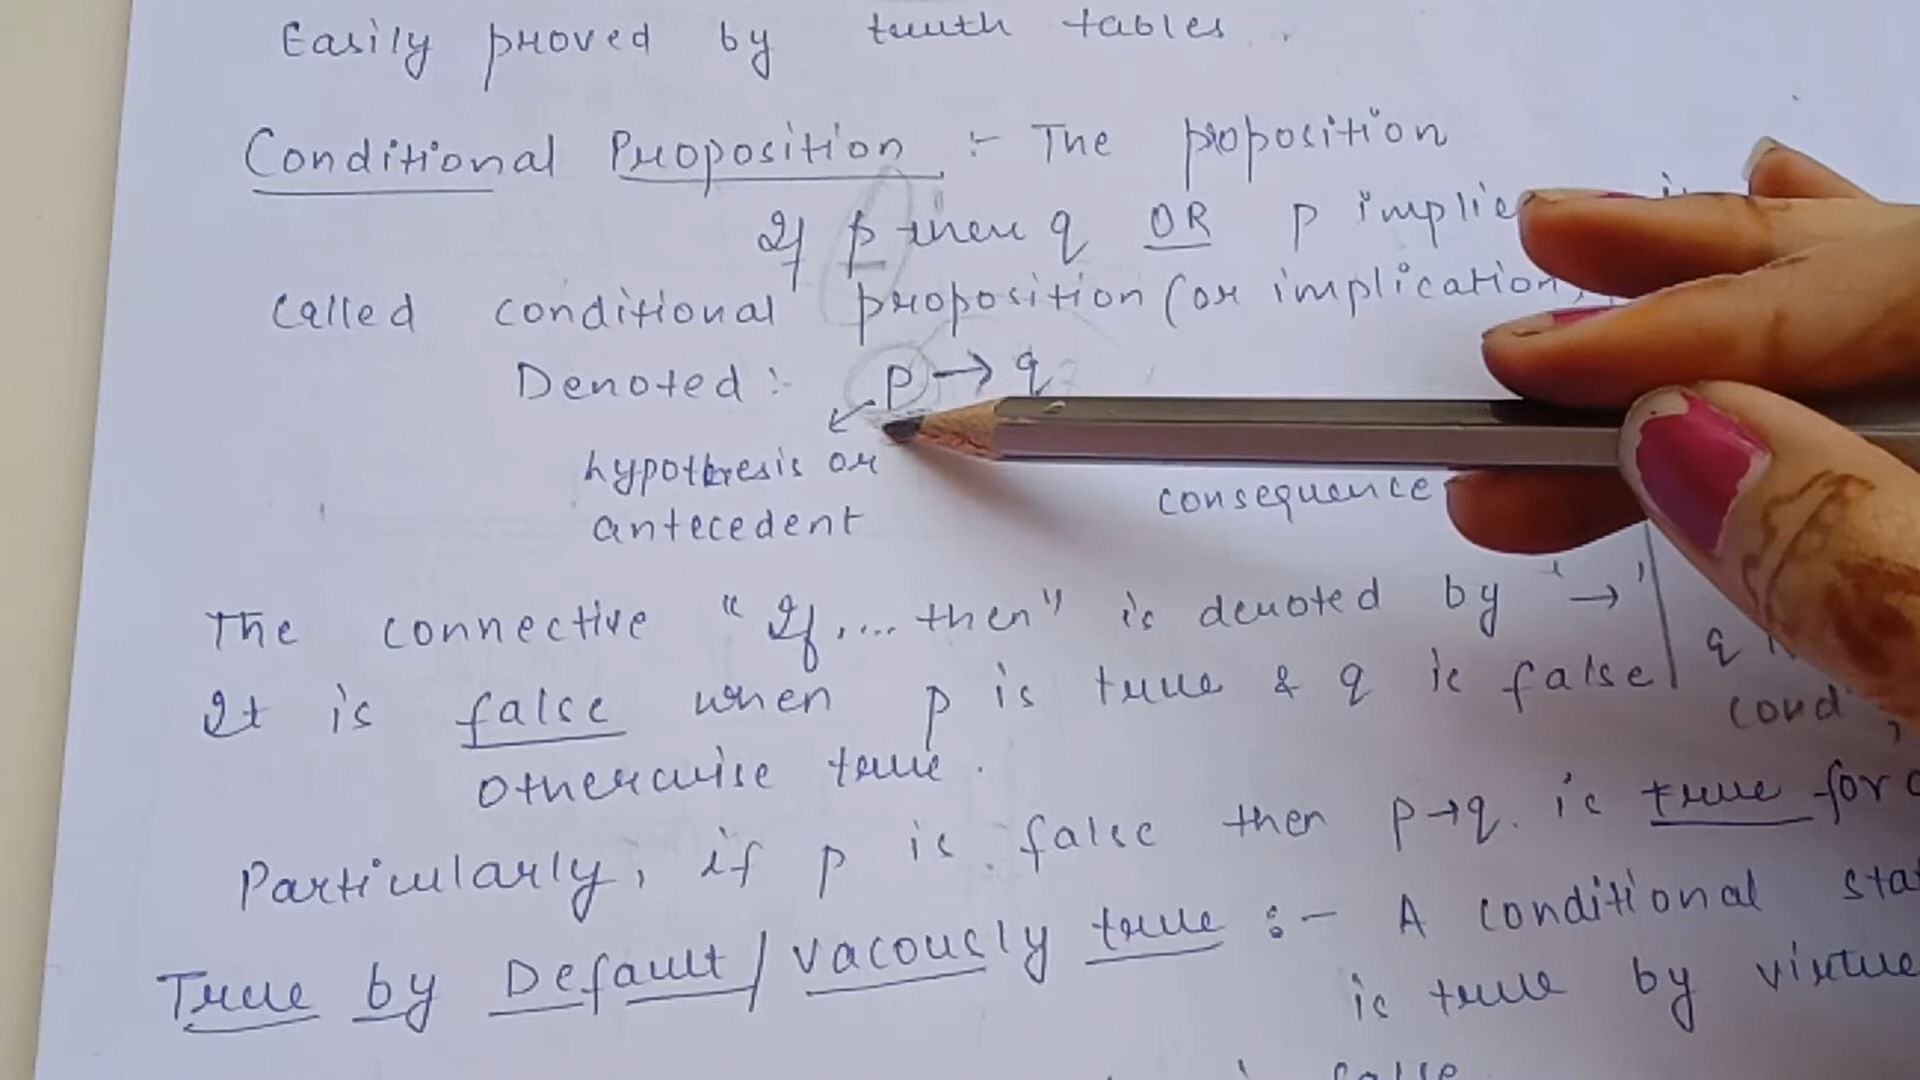 Easily proved by truth tables.
Conditional Proposition :- The proposition
If p then q OR p implies
Called conditional proposition (or implication)
Denoted :- p → q
hypothesis or
antecedent
consequence
The connective "If .... then" is denoted by '→'
It is false when p is true & q is false
q
cond
otherwise true.
Particularly, if p is false then p→q. is true for
True by Default/vacously true :- A conditional
is true by virtue
false